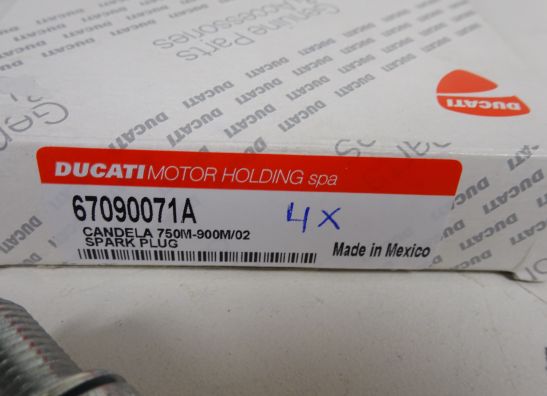 Genuine Parts
& Accessories
DUCATI
DUCATI MOTOR HOLDING spa
67090071A
4X
CANDELA 750M-900M/02
SPARK PLUG
Made in Mexico